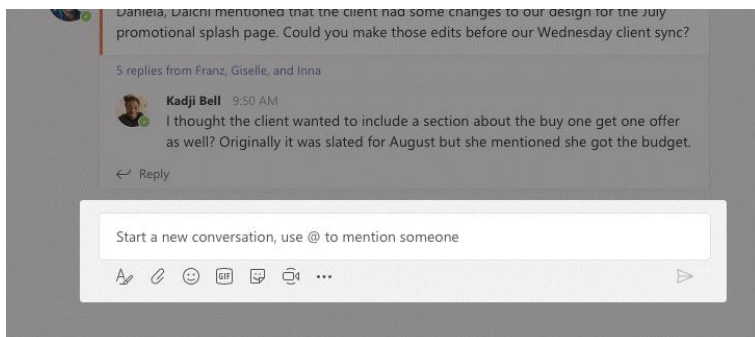 Daniela, Daichi mentioned that the client had some changes to our design for the July
promotional splash page. Could you make those edits before our Wednesday client sync?
5 replies from Franz, Giselle, and Inna
Kadji Bell 9:50 AM
I thought the client wanted to include a section about the buy one get one offer
as well? Originally it was slated for August but she mentioned she got the budget.
Reply
Start a new conversation, use @ to mention someone
GIF